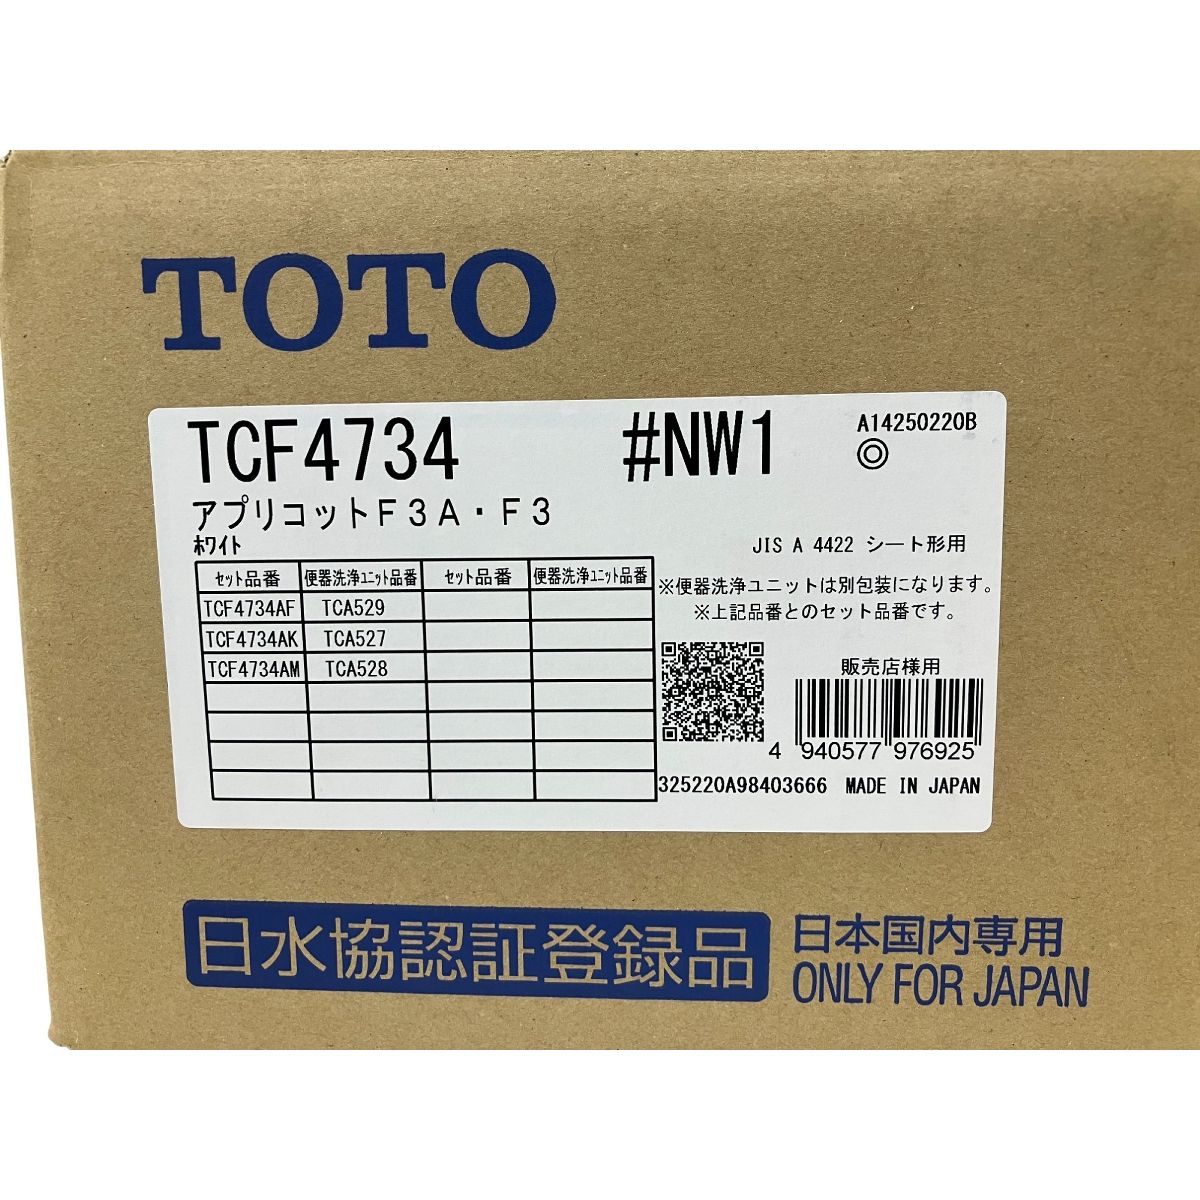 TOTO
TCF4734 #NW1 A14250220B
◎
アプリコットF3A・F3
ホワイト
JIS A 4422 シート形用
セット品番 便器洗浄ユニット品番 セット品番 便器洗浄ユニット品番
TCF4734AF TCA529
TCF4734AK TCA527
TCF4734AM TCA528
※便器洗浄ユニットは別包装になります。
※上記品番とのセット品番です。
販売店様用
4 940577 976925
325220A98403666 MADE IN JAPAN
日水協認証登録品
日本国内専用
ONLY FOR JAPAN